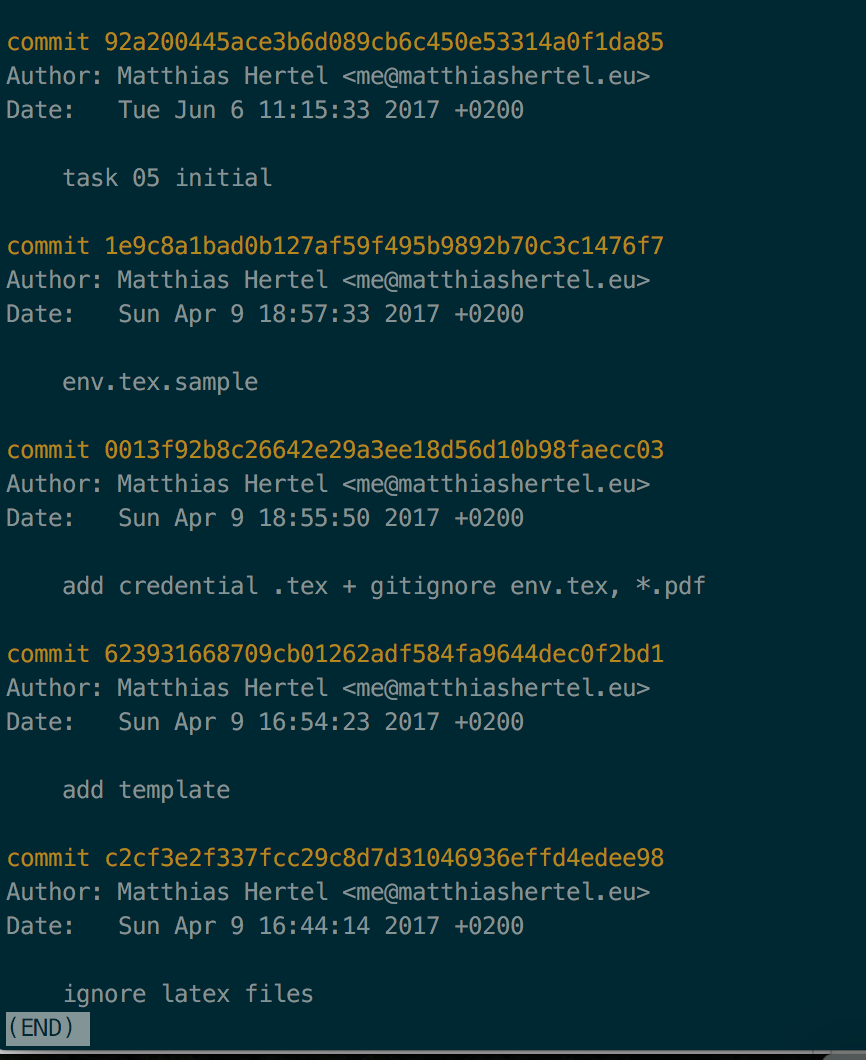 commit 92a200445ace3b6d089cb6c450e53314a0f1da85
Author: Matthias Hertel <me@matthiashertel.eu>
Date:   Tue Jun 6 11:15:33 2017 +0200
    task 05 initial
commit 1e9c8a1bad0b127af59f495b9892b70c3c1476f7
Author: Matthias Hertel <me@matthiashertel.eu>
Date:   Sun Apr 9 18:57:33 2017 +0200
    env.tex.sample
commit 0013f92b8c26642e29a3ee18d56d10b98faecc03
Author: Matthias Hertel <me@matthiashertel.eu>
Date:   Sun Apr 9 18:55:50 2017 +0200
    add credential .tex + gitignore env.tex, *.pdf
commit 623931668709cb01262adf584fa9644dec0f2bd1
Author: Matthias Hertel <me@matthiashertel.eu>
Date:   Sun Apr 9 16:54:23 2017 +0200
    add template
commit c2cf3e2f337fcc29c8d7d31046936effd4edee98
Author: Matthias Hertel <me@matthiashertel.eu>
Date:   Sun Apr 9 16:44:14 2017 +0200
    ignore latex files
(END)